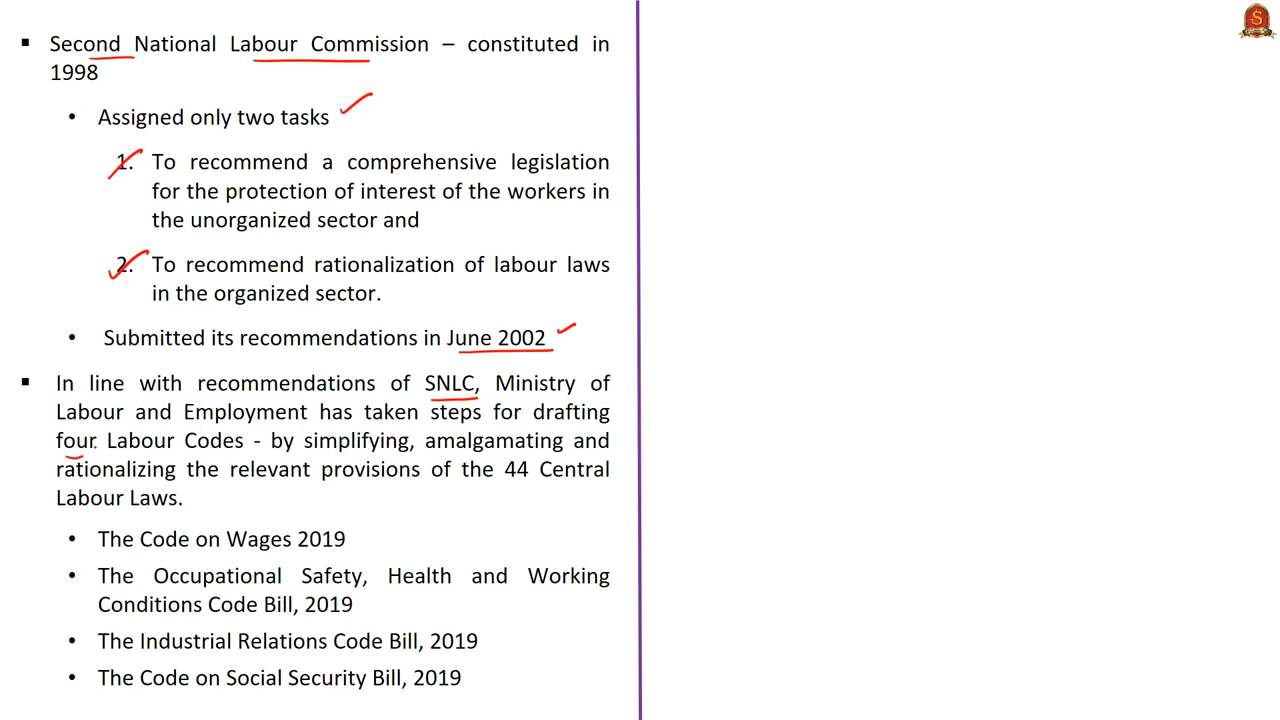 ▪ Second National Labour Commission – constituted in
1998
• Assigned only two tasks
1. To recommend a comprehensive legislation
for the protection of interest of the workers in
the unorganized sector and
2. To recommend rationalization of labour laws
in the organized sector.
• Submitted its recommendations in June 2002
▪ In line with recommendations of SNLC, Ministry of
Labour and Employment has taken steps for drafting
four Labour Codes - by simplifying, amalgamating and
rationalizing the relevant provisions of the 44 Central
Labour Laws.
• The Code on Wages 2019
• The Occupational Safety, Health and Working
Conditions Code Bill, 2019
• The Industrial Relations Code Bill, 2019
• The Code on Social Security Bill, 2019